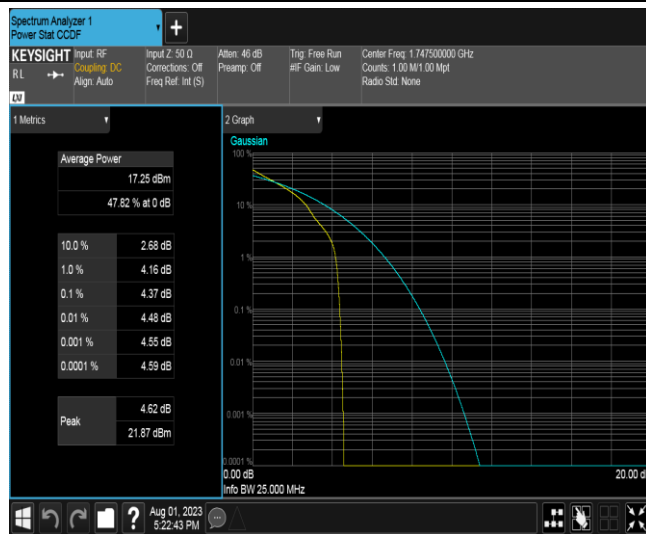 Spectrum Analyzer 1
Power Stat CCDF
+
KEYSIGHT
RL
LXI
Input: RF
Coupling: DC
Align: Auto
Input Z: 50 Ω
Corrections: Off
Freq Ref: Int (S)
Atten: 46 dB
Preamp: Off
Trig: Free Run
#IF Gain: Low
Center Freq: 1.747500000 GHz
Counts: 1.00 M/1.00 Mpt
Radio Std: None
1 Metrics
Average Power
17.25 dBm
47.82 % at 0 dB
10.0 % 2.68 dB
1.0 % 4.16 dB
0.1 % 4.37 dB
0.01 % 4.48 dB
0.001 % 4.55 dB
0.0001 % 4.59 dB
Peak
4.62 dB
21.87 dBm
2 Graph
Gaussian
100 %
10 %
1 %
0.1 %
0.01 %
0.001 %
0.0001 %
0.00 dB
20.00 d
Info BW 25.000 MHz
?
Aug 01, 2023
5:22:43 PM